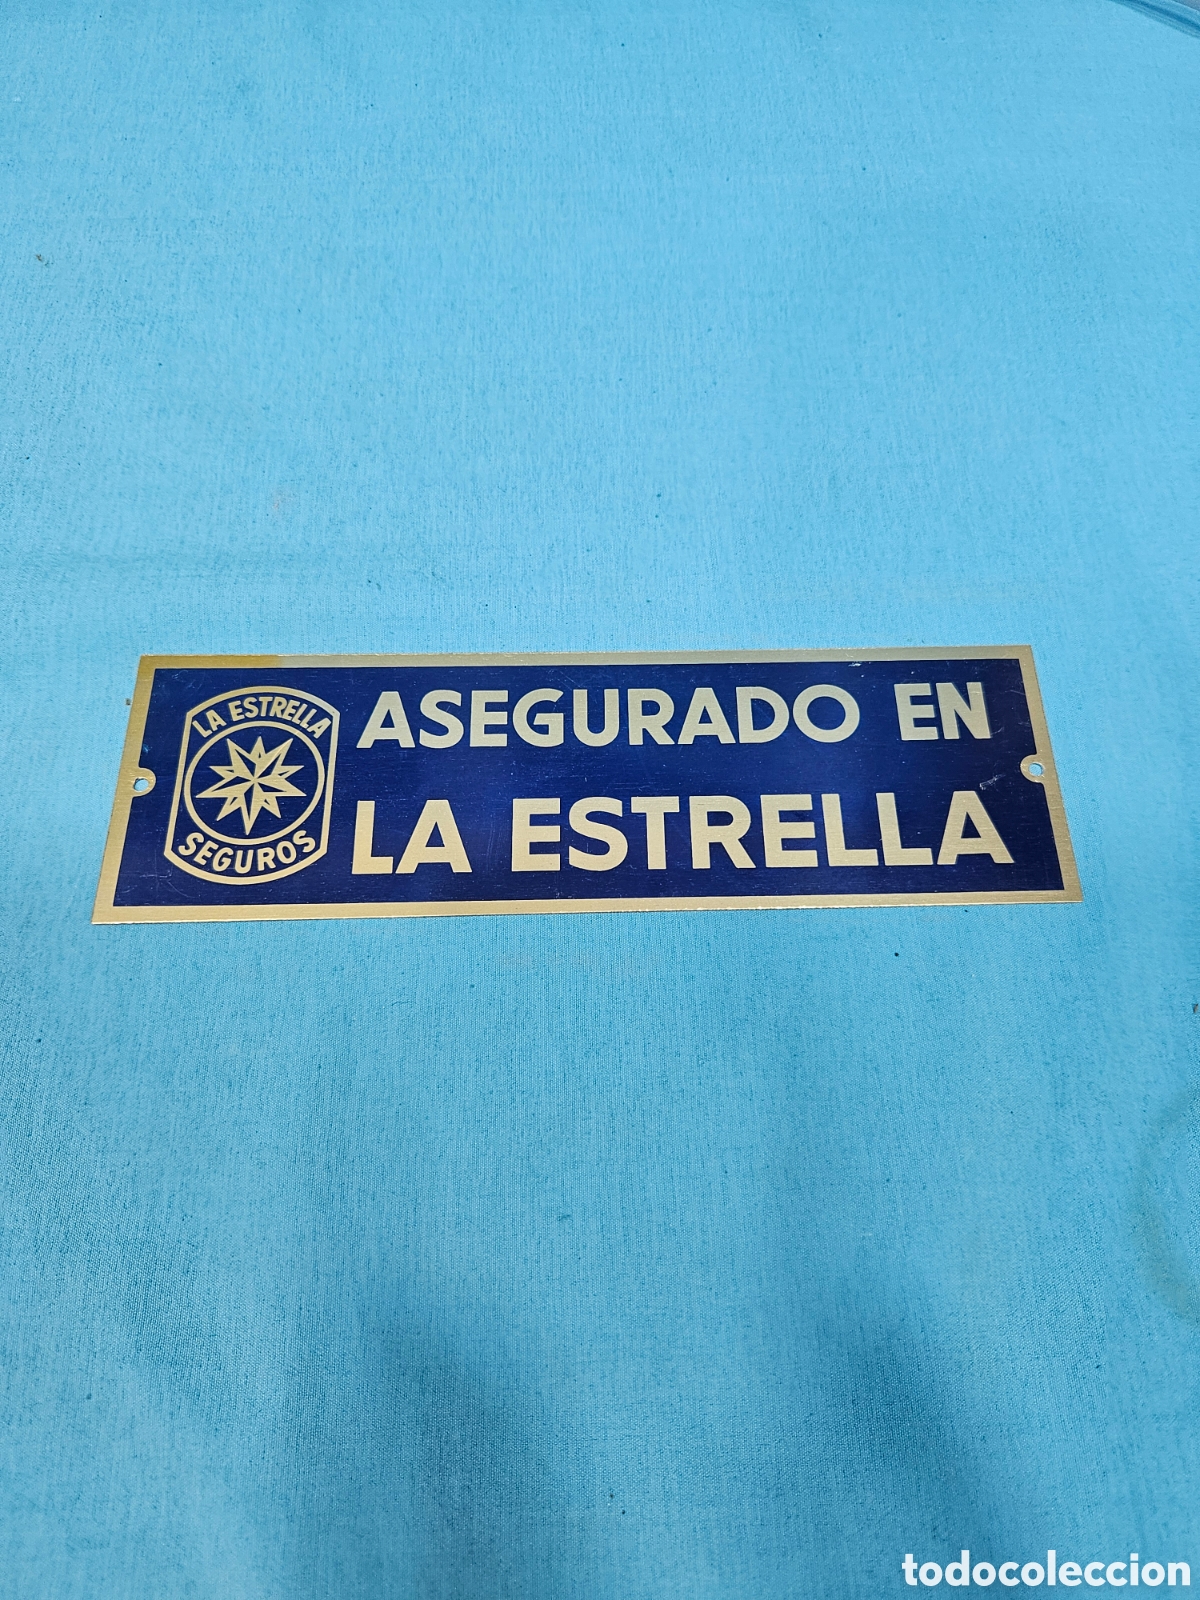 LA ESTRELLA
SEGUROS
ASEGURADO EN
LA ESTRELLA
todocoleccion